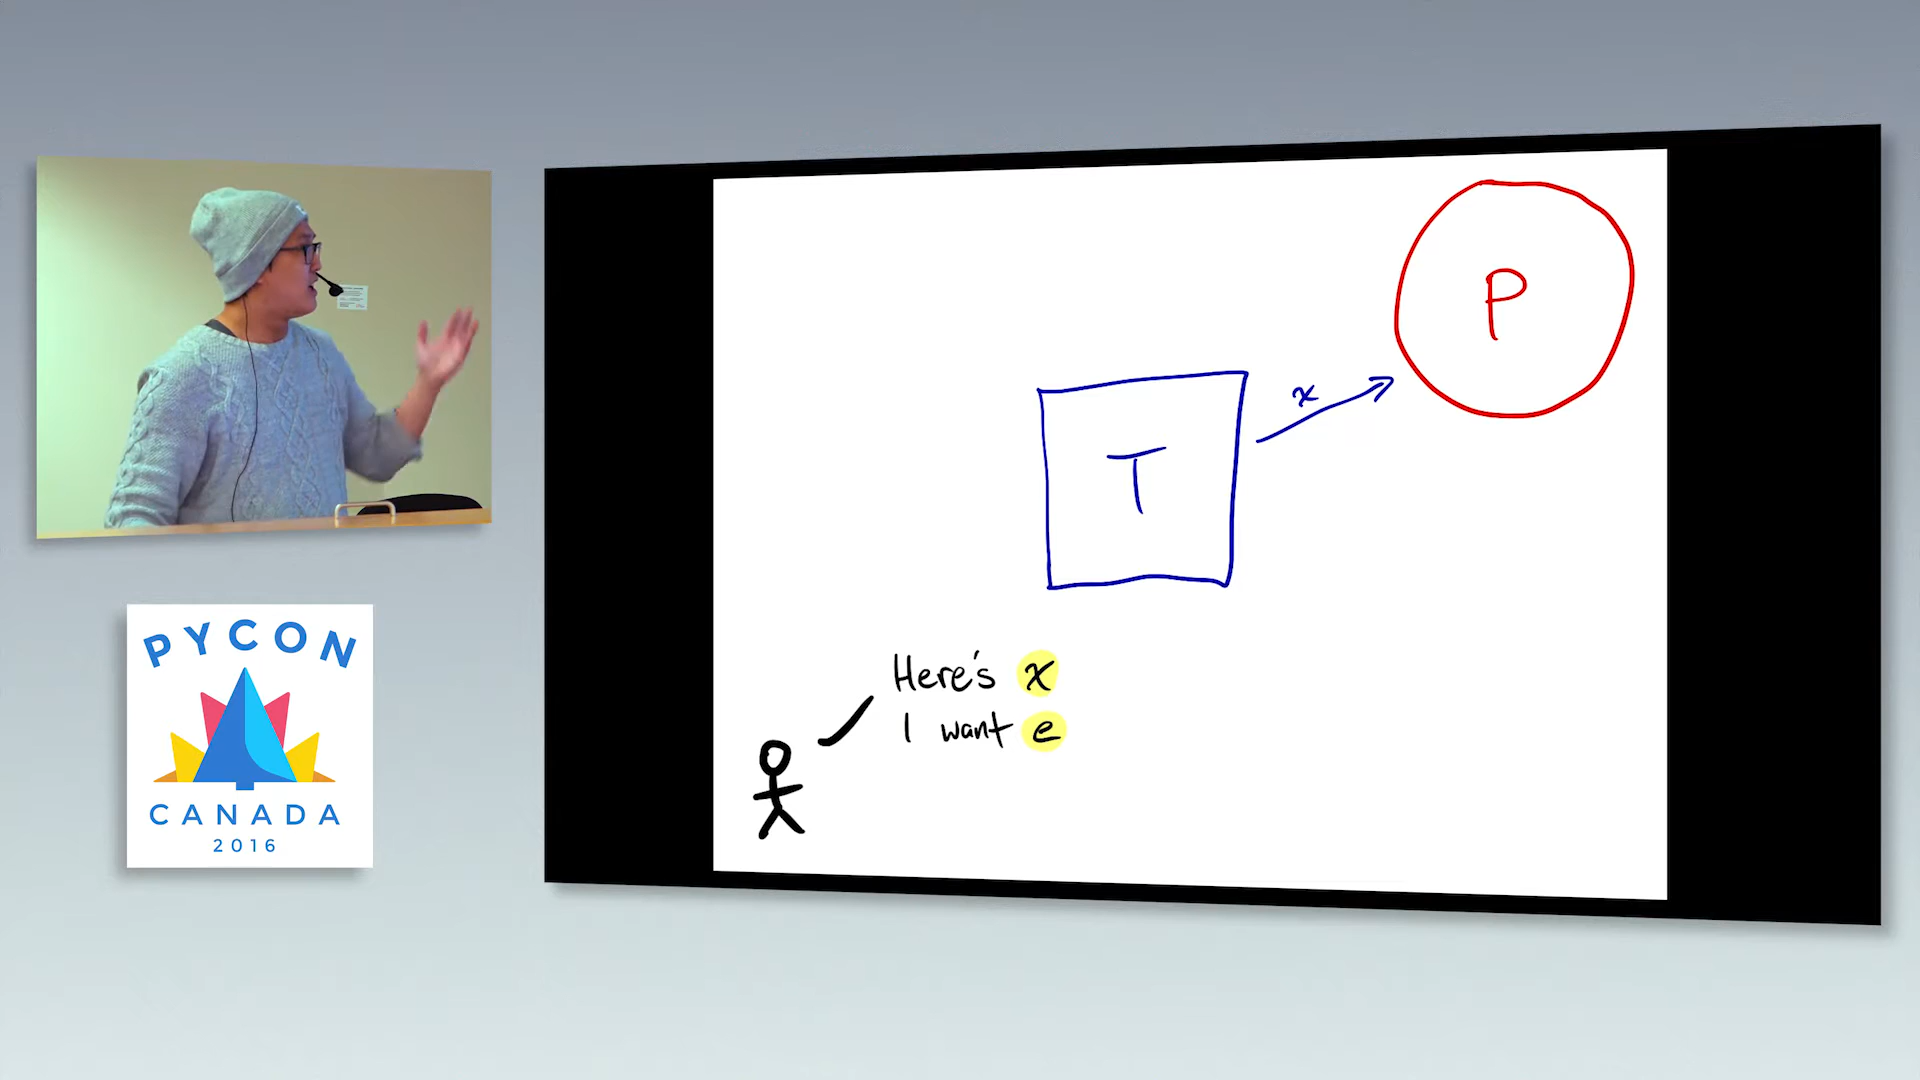 P
x
T
Here's x
I want e
PYCON
CANADA
2016